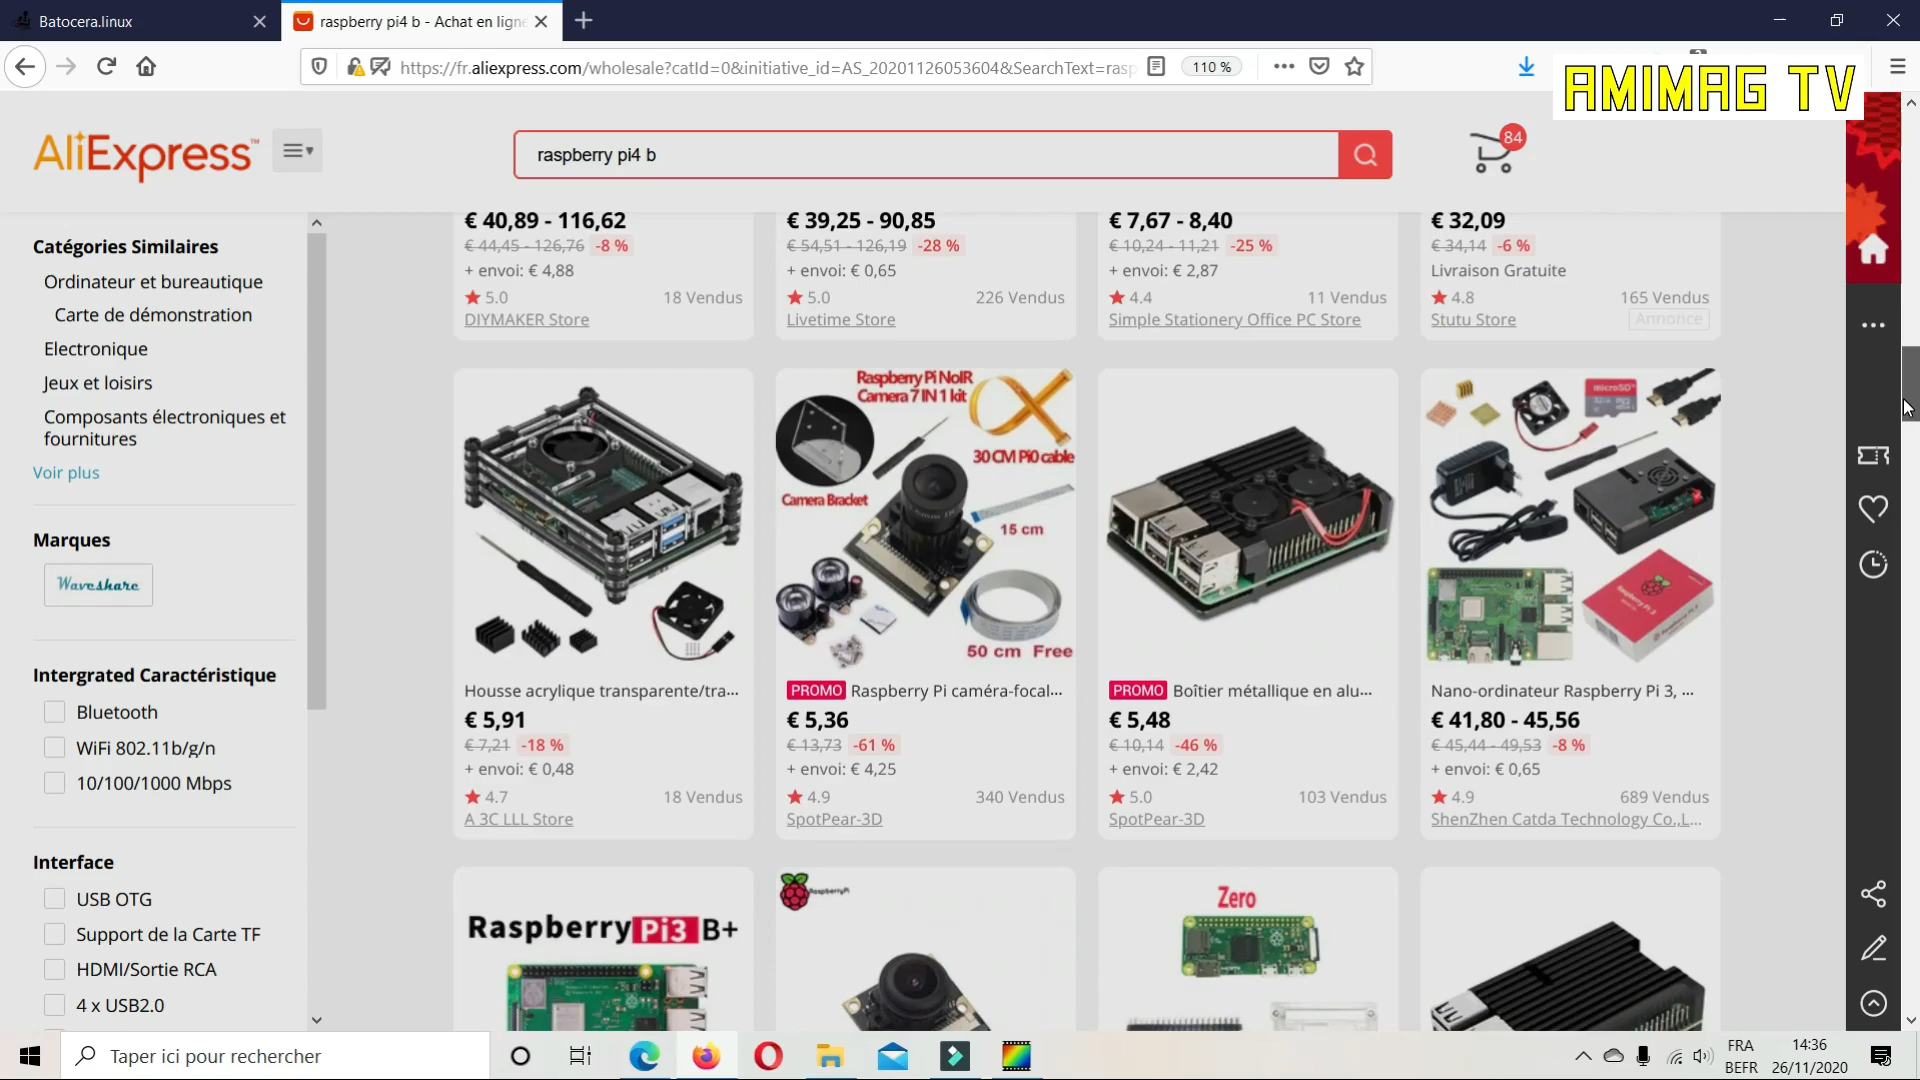 Batocera.linux
raspberry pi4 b - Achat en ligne
https://fr.aliexpress.com/wholesale?catId=0&initiative_id=AS_20201126053604&SearchText=rasp
110 %
AMIMAG TV
AliExpress™
raspberry pi4 b
84
Catégories Similaires
Ordinateur et bureautique
Carte de démonstration
Electronique
Jeux et loisirs
Composants électroniques et
fournitures
Voir plus
Marques
Waveshare
Intergrated Caractéristique
Bluetooth
WiFi 802.11b/g/n
10/100/1000 Mbps
Interface
USB OTG
Support de la Carte TF
HDMI/Sortie RCA
4 x USB2.0
€ 40,89 - 116,62
€ 44,45 - 126,76 -8 %
+ envoi: € 4,88
5.0 18 Vendus
DIYMAKER Store
€ 39,25 - 90,85
€ 54,51 - 126,19 -28 %
+ envoi: € 0,65
5.0 226 Vendus
Livetime Store
€ 7,67 - 8,40
€ 10,24 - 11,21 -25 %
+ envoi: € 2,87
4.4 11 Vendus
Simple Stationery Office PC Store
€ 32,09
€ 34,14 -6 %
Livraison Gratuite
4.8 165 Vendus
Stutu Store Annonce
Housse acrylique transparente/tra...
€ 5,91
€ 7,21 -18 %
+ envoi: € 0,48
4.7 18 Vendus
A 3C LLL Store
Raspberry Pi NoIR
Camera 7 IN 1 kit
30 CM Pi0 cable
Camera Bracket
15 cm
50 cm Free
PROMO Raspberry Pi caméra-focal...
€ 5,36
€ 13,73 -61 %
+ envoi: € 4,25
4.9 340 Vendus
SpotPear-3D
PROMO Boîtier métallique en alu...
€ 5,48
€ 10,14 -46 %
+ envoi: € 2,42
5.0 103 Vendus
SpotPear-3D
microSD
Raspberry Pi 3
Nano-ordinateur Raspberry Pi 3, ...
€ 41,80 - 45,56
€ 45,44 - 49,53 -8 %
+ envoi: € 0,65
4.9 689 Vendus
ShenZhen Catda Technology Co.,L...
Raspberry Pi3 B+
RaspberryPi
Zero
Taper ici pour rechercher
FRA
BEFR
14:36
26/11/2020